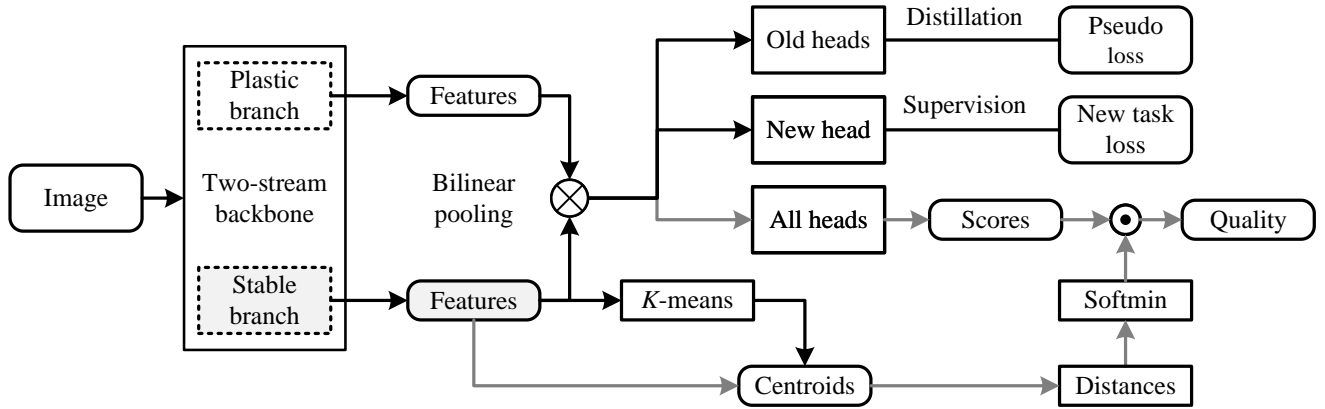 Distillation
Old heads
Pseudo
loss
Plastic
branch
Features
Supervision
New head
New task
loss
Image
Two-stream
backbone
Bilinear
pooling
All heads
Scores
Quality
Stable
branch
Features
K-means
Softmin
Centroids
Distances